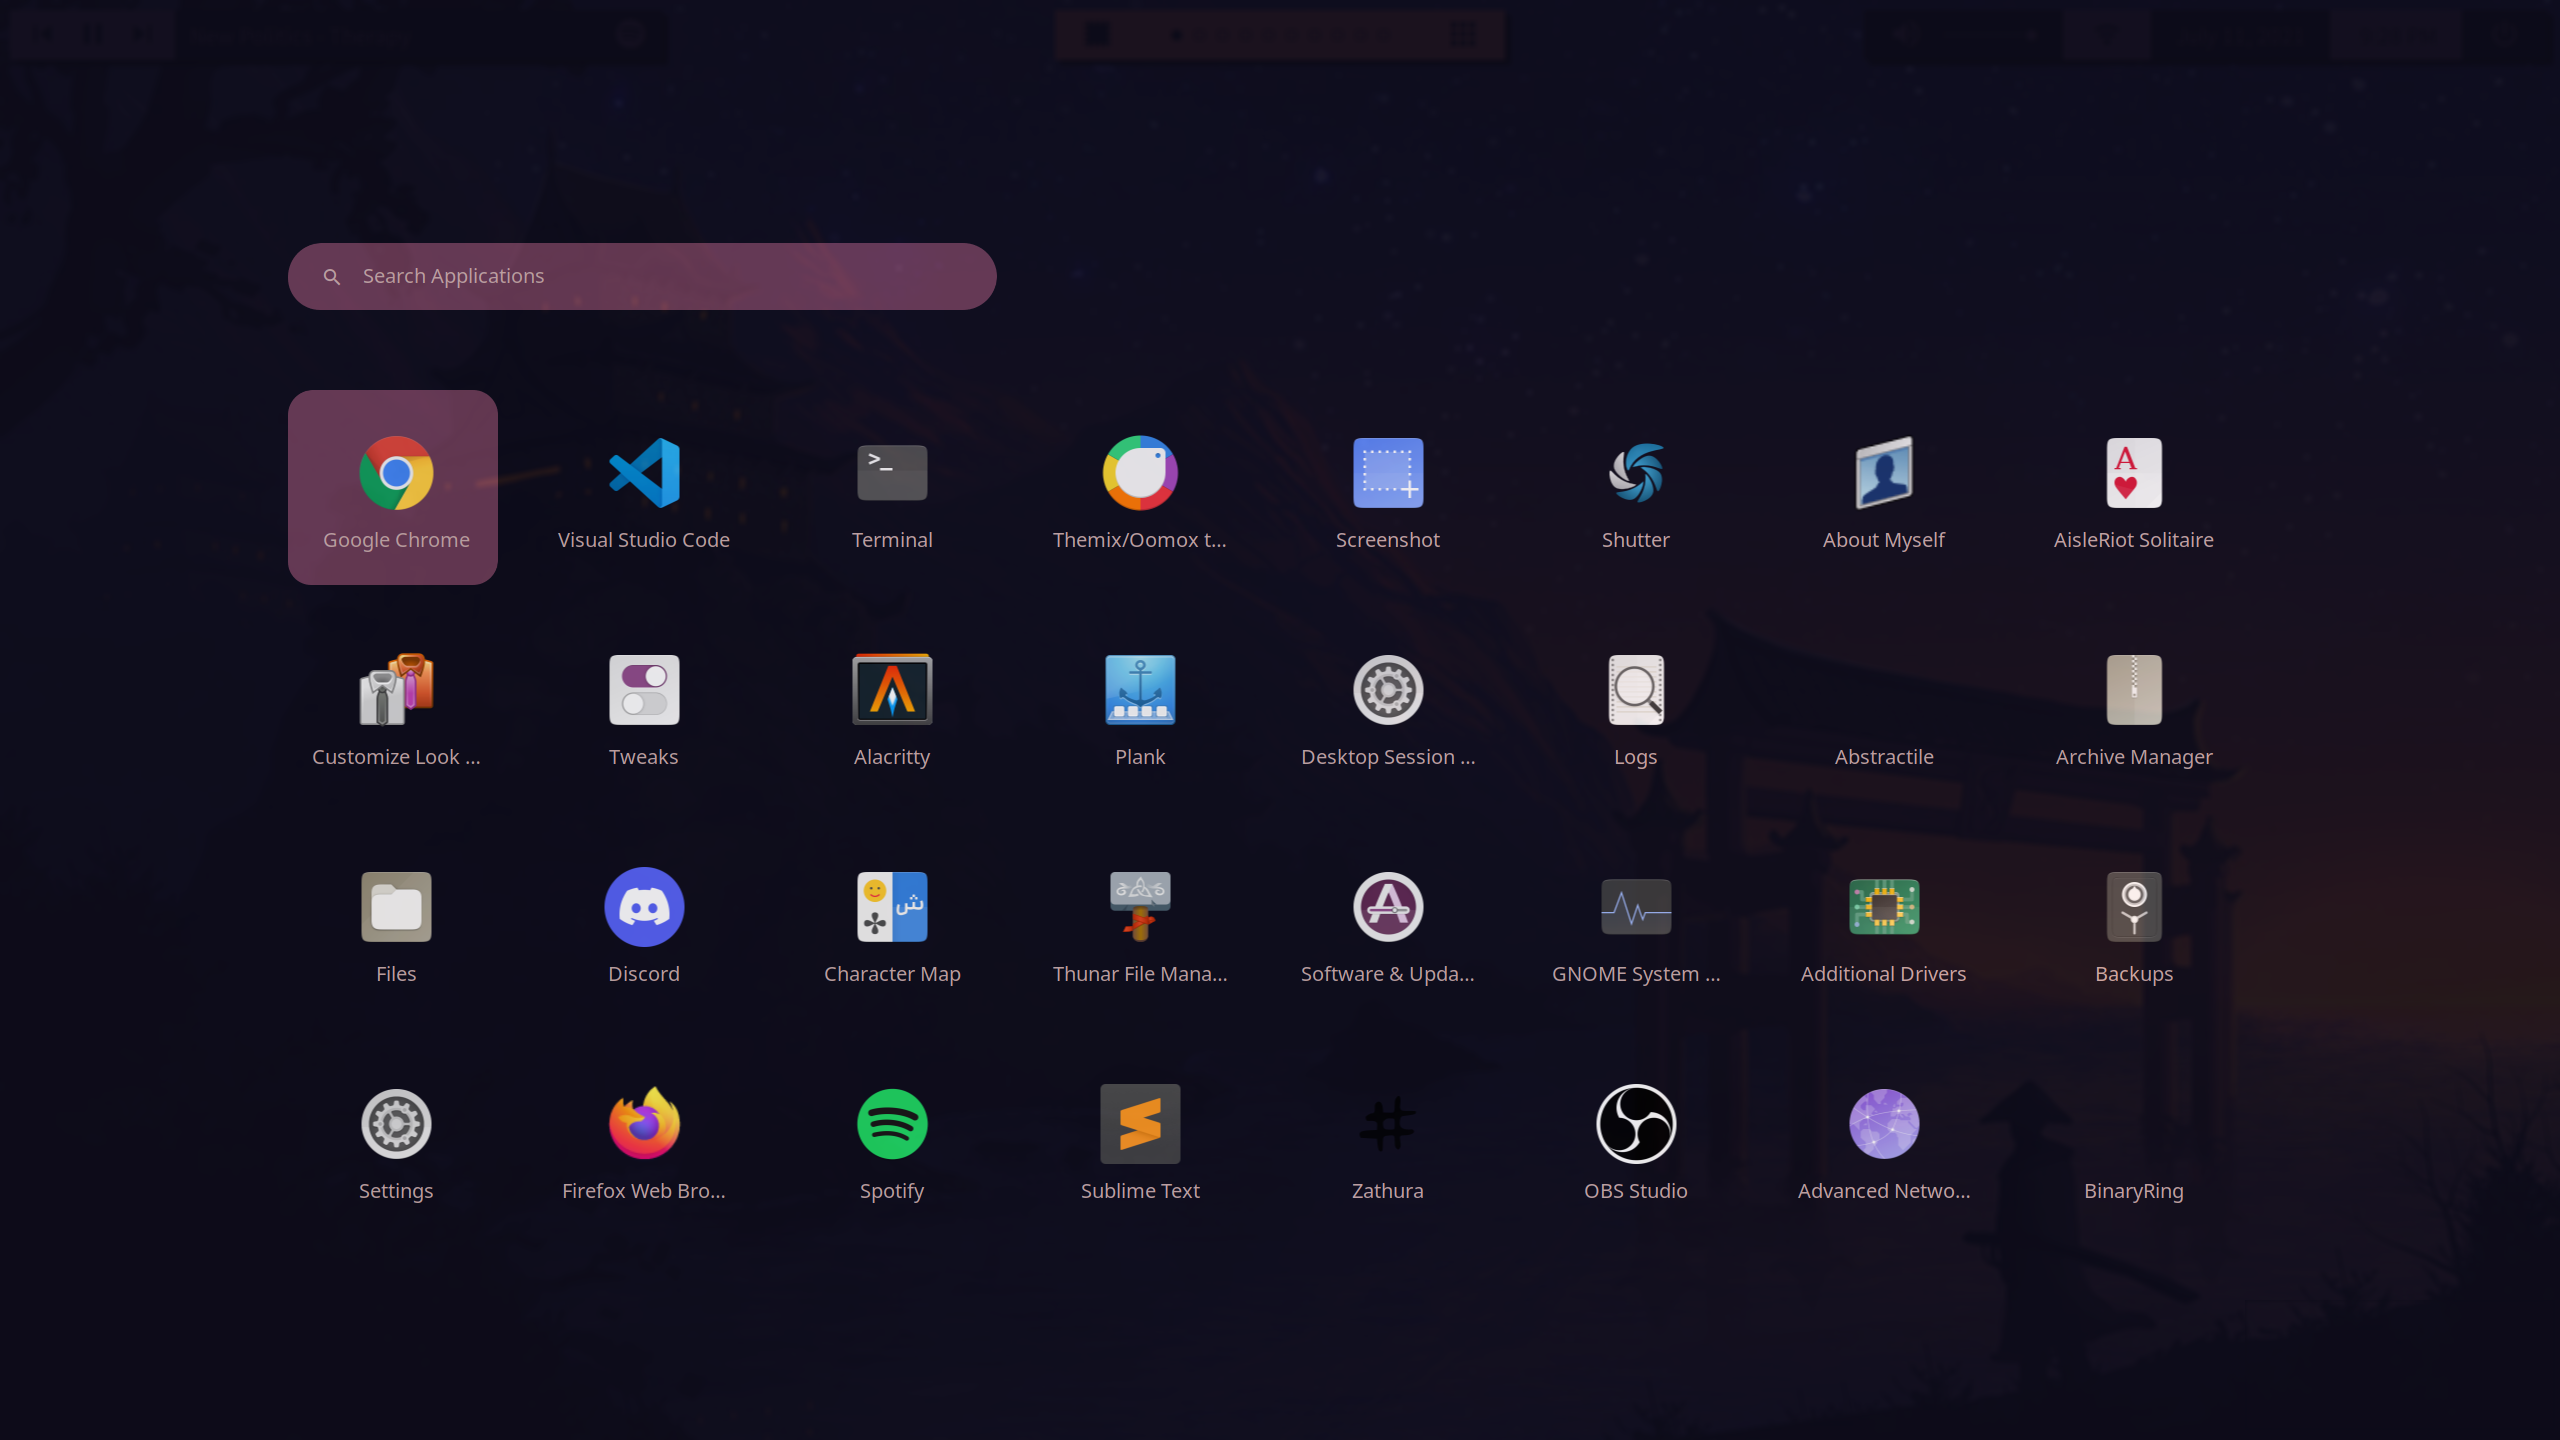 Search Applications
Google Chrome
Visual Studio Code
Terminal
Themix/Oomox t...
Screenshot
Shutter
About Myself
AisleRiot Solitaire
Customize Look ...
Tweaks
Alacritty
Plank
Desktop Session ...
Logs
Abstractile
Archive Manager
Files
Discord
Character Map
Thunar File Mana...
Software & Upda...
GNOME System ...
Additional Drivers
Backups
Settings
Firefox Web Bro...
Spotify
Sublime Text
Zathura
OBS Studio
Advanced Netwo...
BinaryRing